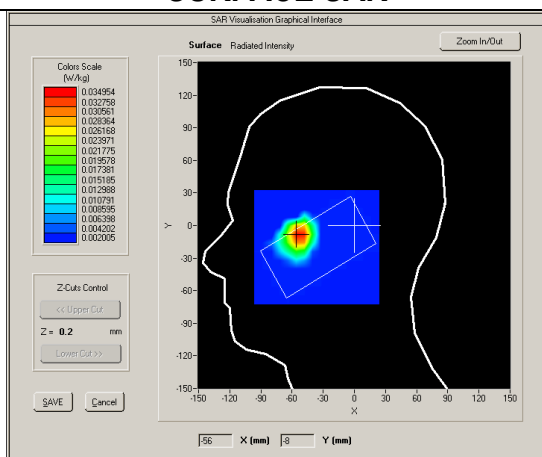 SAR Visualisation Graphical Interface
Surface Radiated Intensity
Zoom In/Out
Colors Scale
(W/kg)
0.034954
0.032758
0.030561
0.028364
0.026168
0.023971
0.021775
0.019578
0.017381
0.015185
0.012988
0.010791
0.008595
0.006398
0.004202
0.002005
Z-Cuts Control
<< Upper Cut
Z = 0.2 mm
Lower Cut >>
SAVE Cancel
150-
120-
90-
60-
30-
0-
-30-
-60-
-90-
-120-
-150-
Y
-150 -120 -90 -60 -30 0 30 60 90 120 150
X
-56 X (mm) -8 Y (mm)